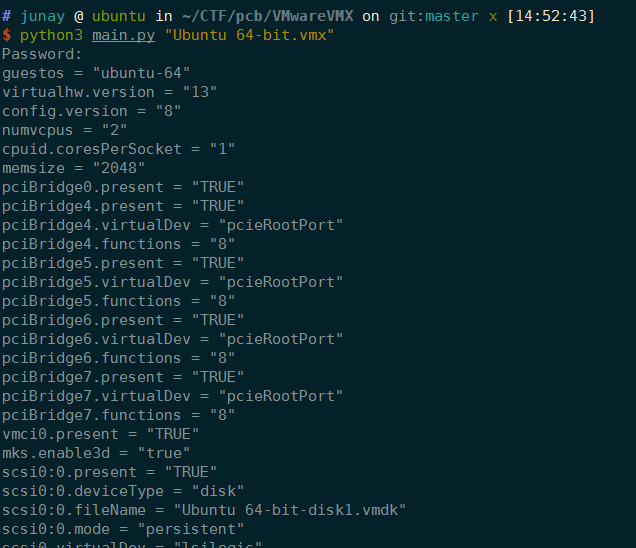 # junay @ ubuntu in ~/CTF/pcb/VMwareVMX on git:master x [14:52:43]
$ python3 main.py "Ubuntu 64-bit.vmx"
Password:
guestos = "ubuntu-64"
virtualhw.version = "13"
config.version = "8"
numvcpus = "2"
cpuid.coresPerSocket = "1"
memsize = "2048"
pciBridge0.present = "TRUE"
pciBridge4.present = "TRUE"
pciBridge4.virtualDev = "pcieRootPort"
pciBridge4.functions = "8"
pciBridge5.present = "TRUE"
pciBridge5.virtualDev = "pcieRootPort"
pciBridge5.functions = "8"
pciBridge6.present = "TRUE"
pciBridge6.virtualDev = "pcieRootPort"
pciBridge6.functions = "8"
pciBridge7.present = "TRUE"
pciBridge7.virtualDev = "pcieRootPort"
pciBridge7.functions = "8"
vmci0.present = "TRUE"
mks.enable3d = "true"
scsi0:0.present = "TRUE"
scsi0:0.deviceType = "disk"
scsi0:0.fileName = "Ubuntu 64-bit-disk1.vmdk"
scsi0:0.mode = "persistent"
scsi0.virtualDev = "lsilogic"